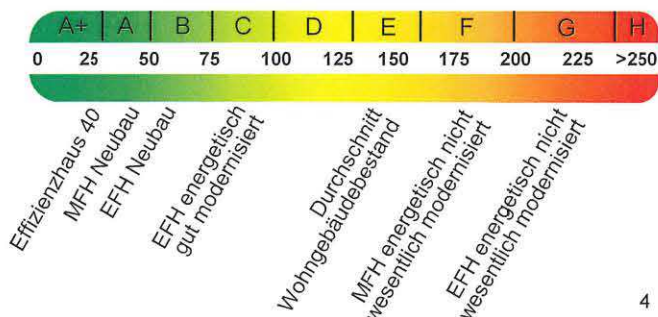 A+ A B C D E F G H
0 25 50 75 100 125 150 175 200 225 >250
Effizienzhaus 40
MFH Neubau
EFH Neubau
EFH energetisch
gut modernisiert
Durchschnitt
Wohngebäudebestand
MFH energetisch nicht
wesentlich modernisiert
EFH energetisch nicht
wesentlich modernisiert
4